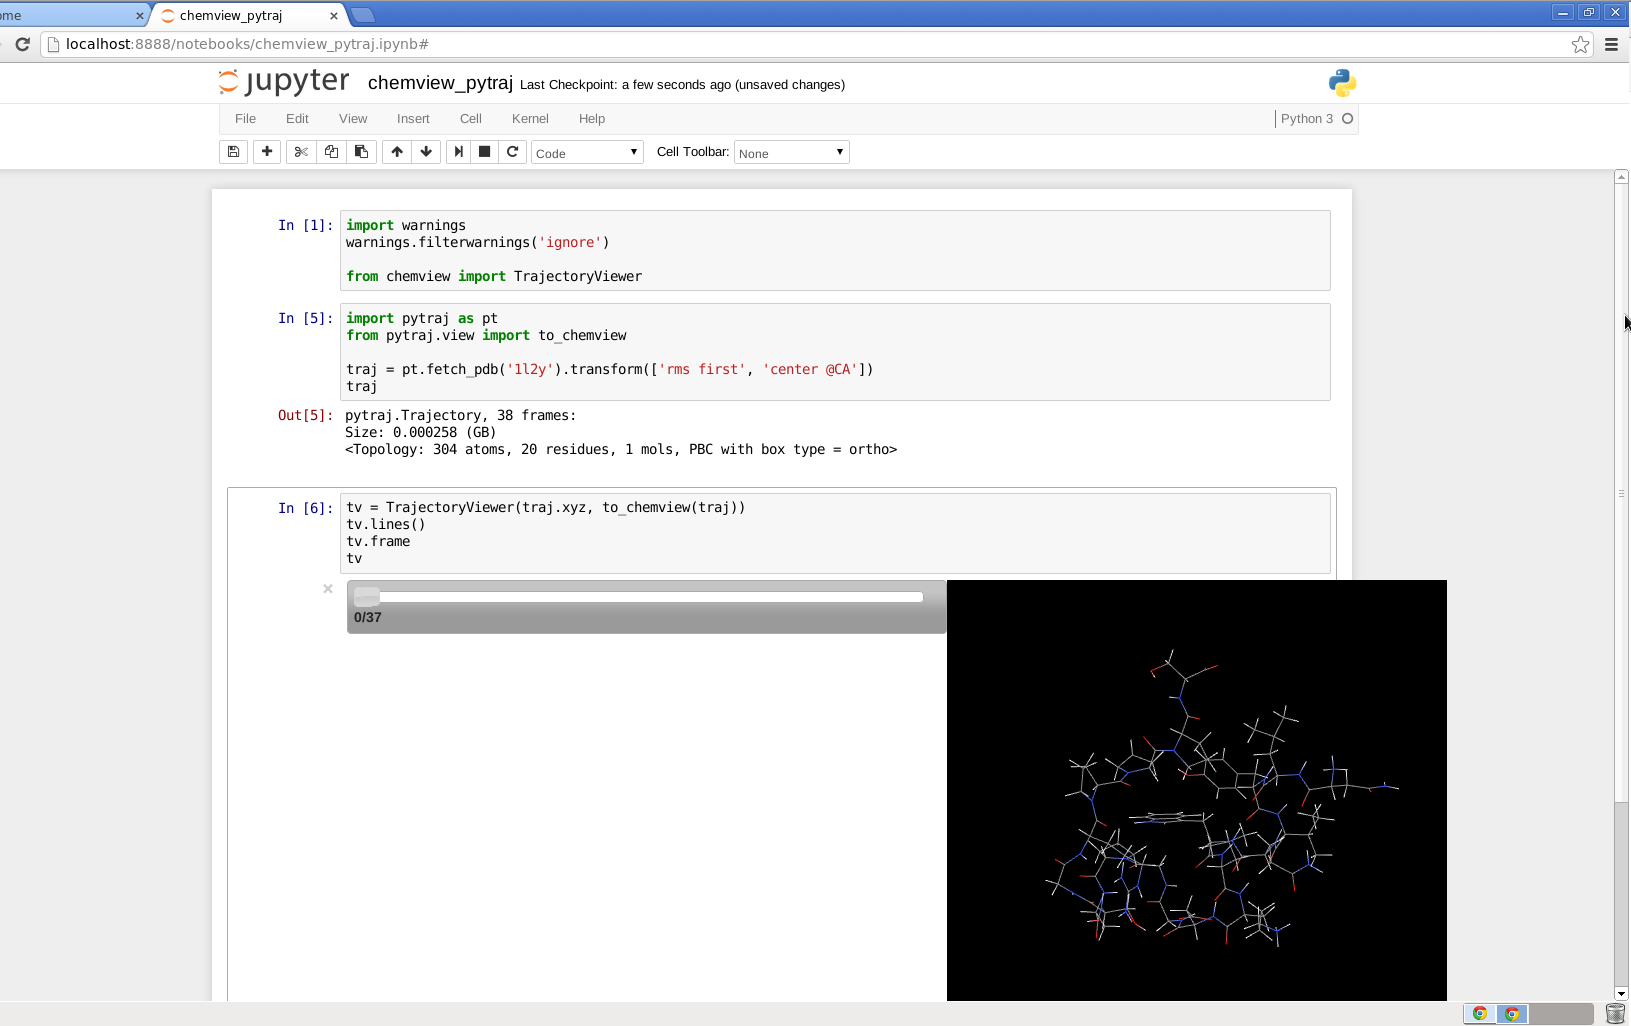 ome
chemview_pytraj
localhost:8888/notebooks/chemview_pytraj.ipynb#
jupyter chemview_pytraj Last Checkpoint: a few seconds ago (unsaved changes)
File Edit View Insert Cell Kernel Help Python 3
Code Cell Toolbar: None
In [1]: import warnings
warnings.filterwarnings('ignore')
from chemview import TrajectoryViewer
In [5]: import pytraj as pt
from pytraj.view import to_chemview
traj = pt.fetch_pdb('1l2y').transform(['rms first', 'center @CA'])
traj
Out[5]: pytraj.Trajectory, 38 frames:
Size: 0.000258 (GB)
<Topology: 304 atoms, 20 residues, 1 mols, PBC with box type = ortho>
In [6]: tv = TrajectoryViewer(traj.xyz, to_chemview(traj))
tv.lines()
tv.frame
tv
0/37